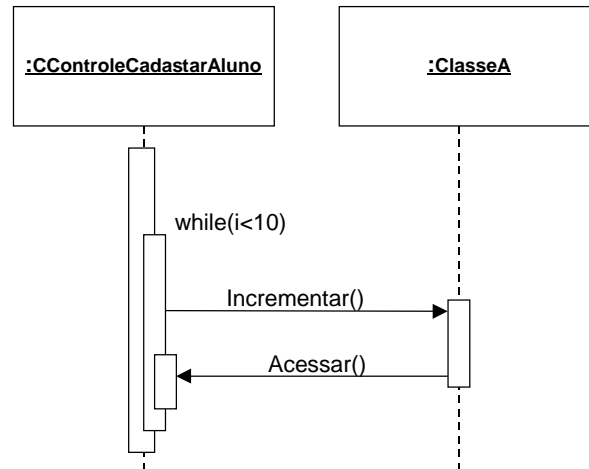 :CControleCadastarAluno
:ClasseA
while(i<10)
Incrementar()
Acessar()